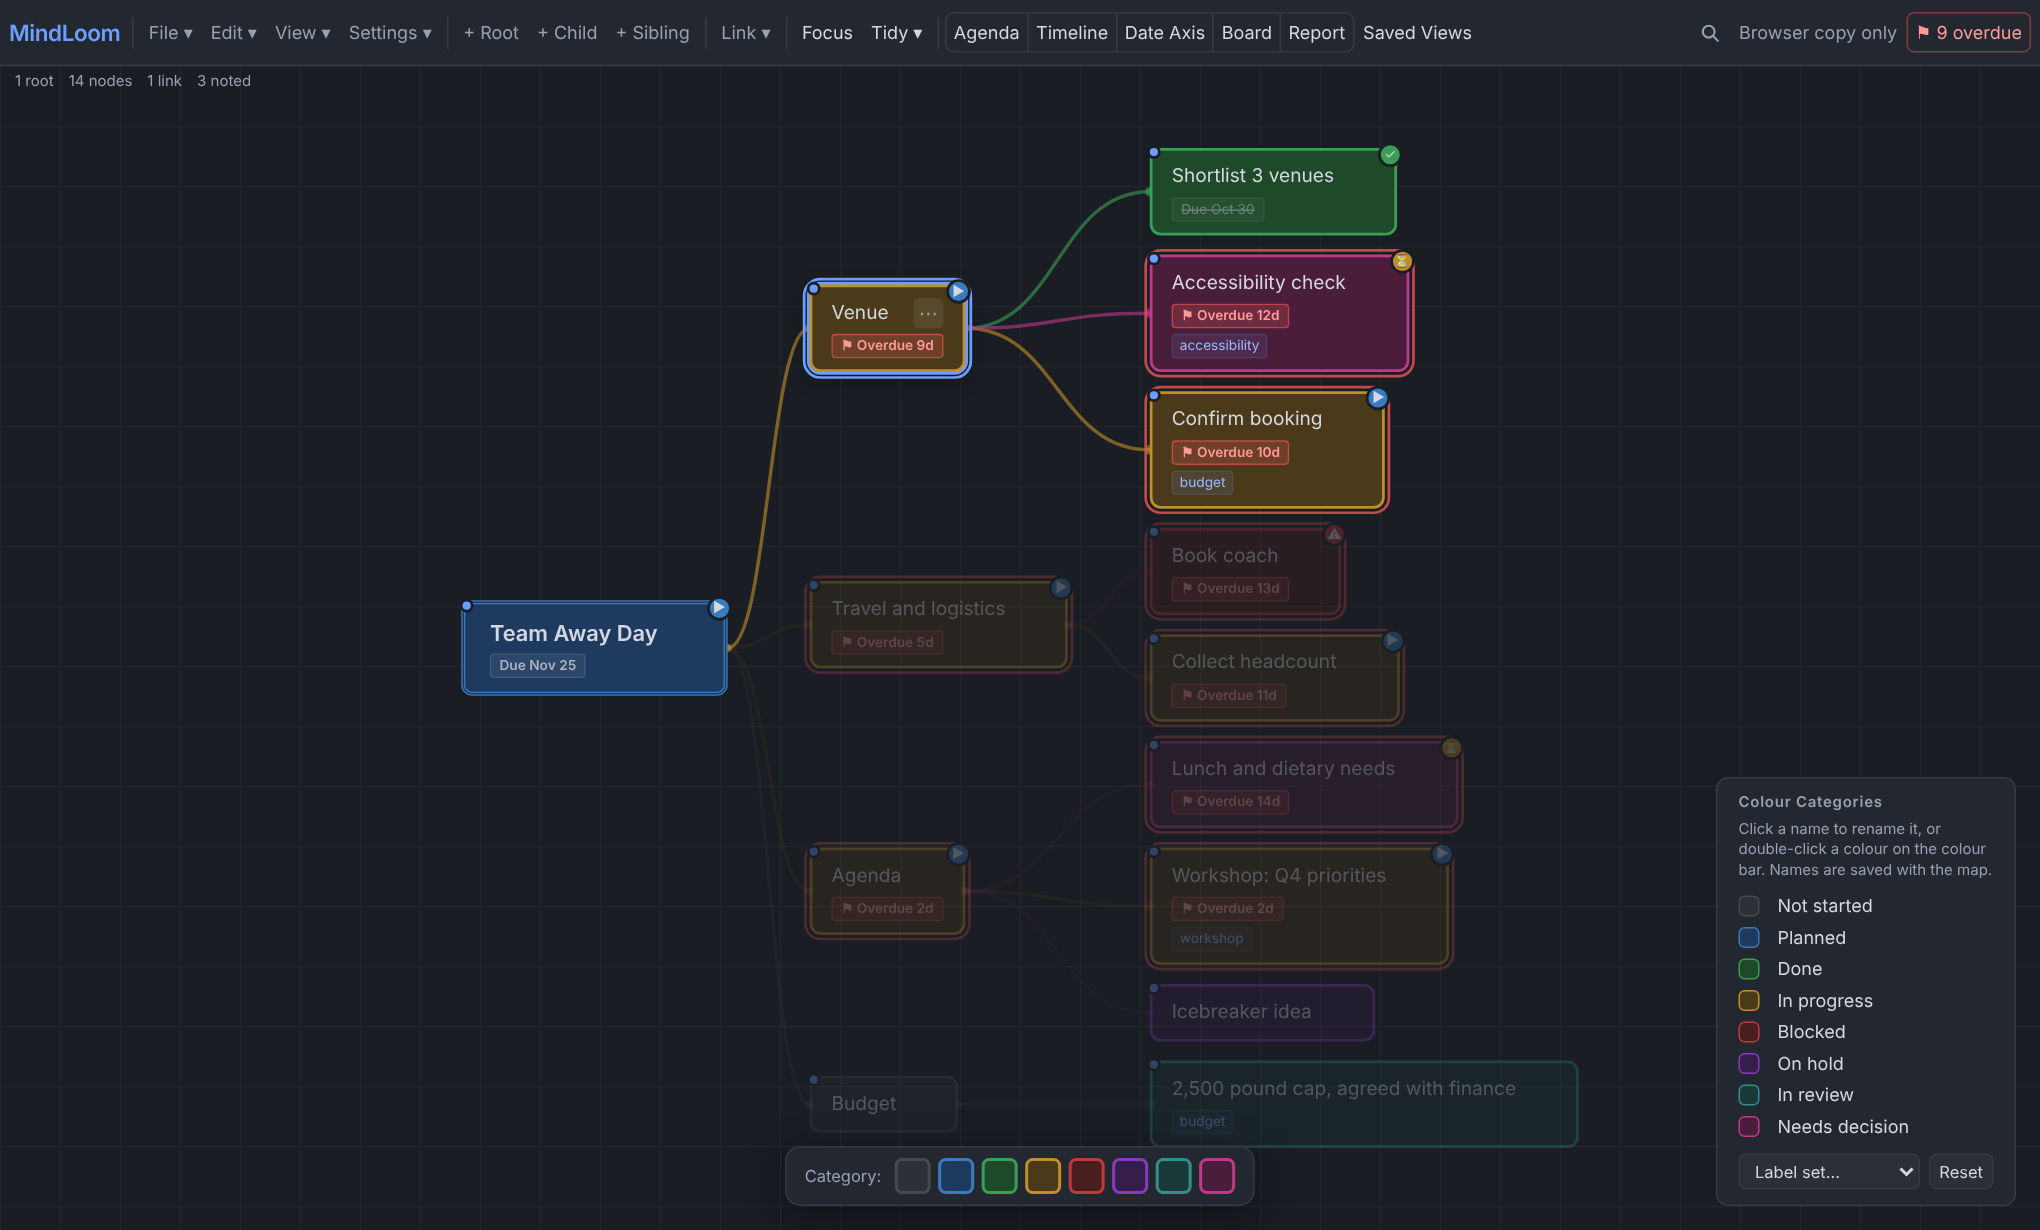 MindLoom File ▾ Edit ▾ View ▾ Settings ▾ + Root + Child + Sibling Link ▾ Focus Tidy ▾ Agenda Timeline Date Axis Board Report Saved Views Browser copy only 9 overdue
1 root 14 nodes 1 link 3 noted
Shortlist 3 venues
Due Oct 30
Accessibility check
Overdue 12d
accessibility
Venue ...
Overdue 9d
Confirm booking
Overdue 10d
budget
Book coach
Overdue 13d
Travel and logistics
Overdue 5d
Team Away Day
Due Nov 25
Collect headcount
Overdue 11d
Lunch and dietary needs
Overdue 14d
Agenda
Overdue 2d
Workshop: Q4 priorities
Overdue 2d
workshop
Icebreaker idea
Budget
2,500 pound cap, agreed with finance
budget
Colour Categories
Click a name to rename it, or
double-click a colour on the colour
bar. Names are saved with the map.
Not started
Planned
Done
In progress
Blocked
On hold
In review
Needs decision
Label set... Reset
Category: